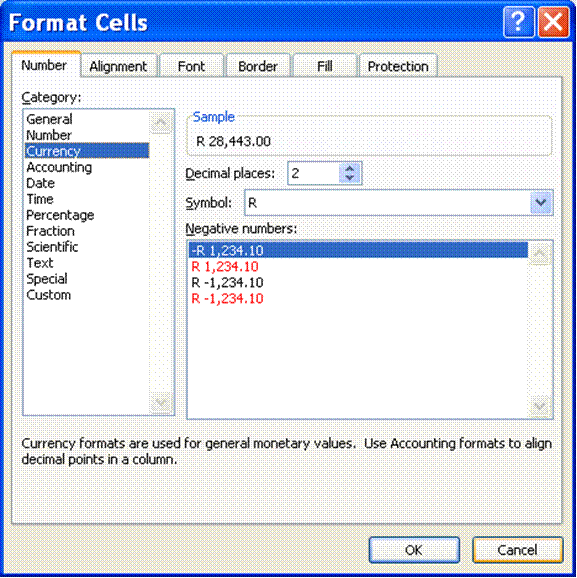 Format Cells
?
Number Alignment Font Border Fill Protection
Category:
General
Number
Currency
Accounting
Date
Time
Percentage
Fraction
Scientific
Text
Special
Custom
Sample
R 28,443.00
Decimal places: 2
Symbol: R
Negative numbers:
-R 1,234.10
R 1,234.10
R -1,234.10
R -1,234.10
Currency formats are used for general monetary values.  Use Accounting formats to align
decimal points in a column.
OK Cancel